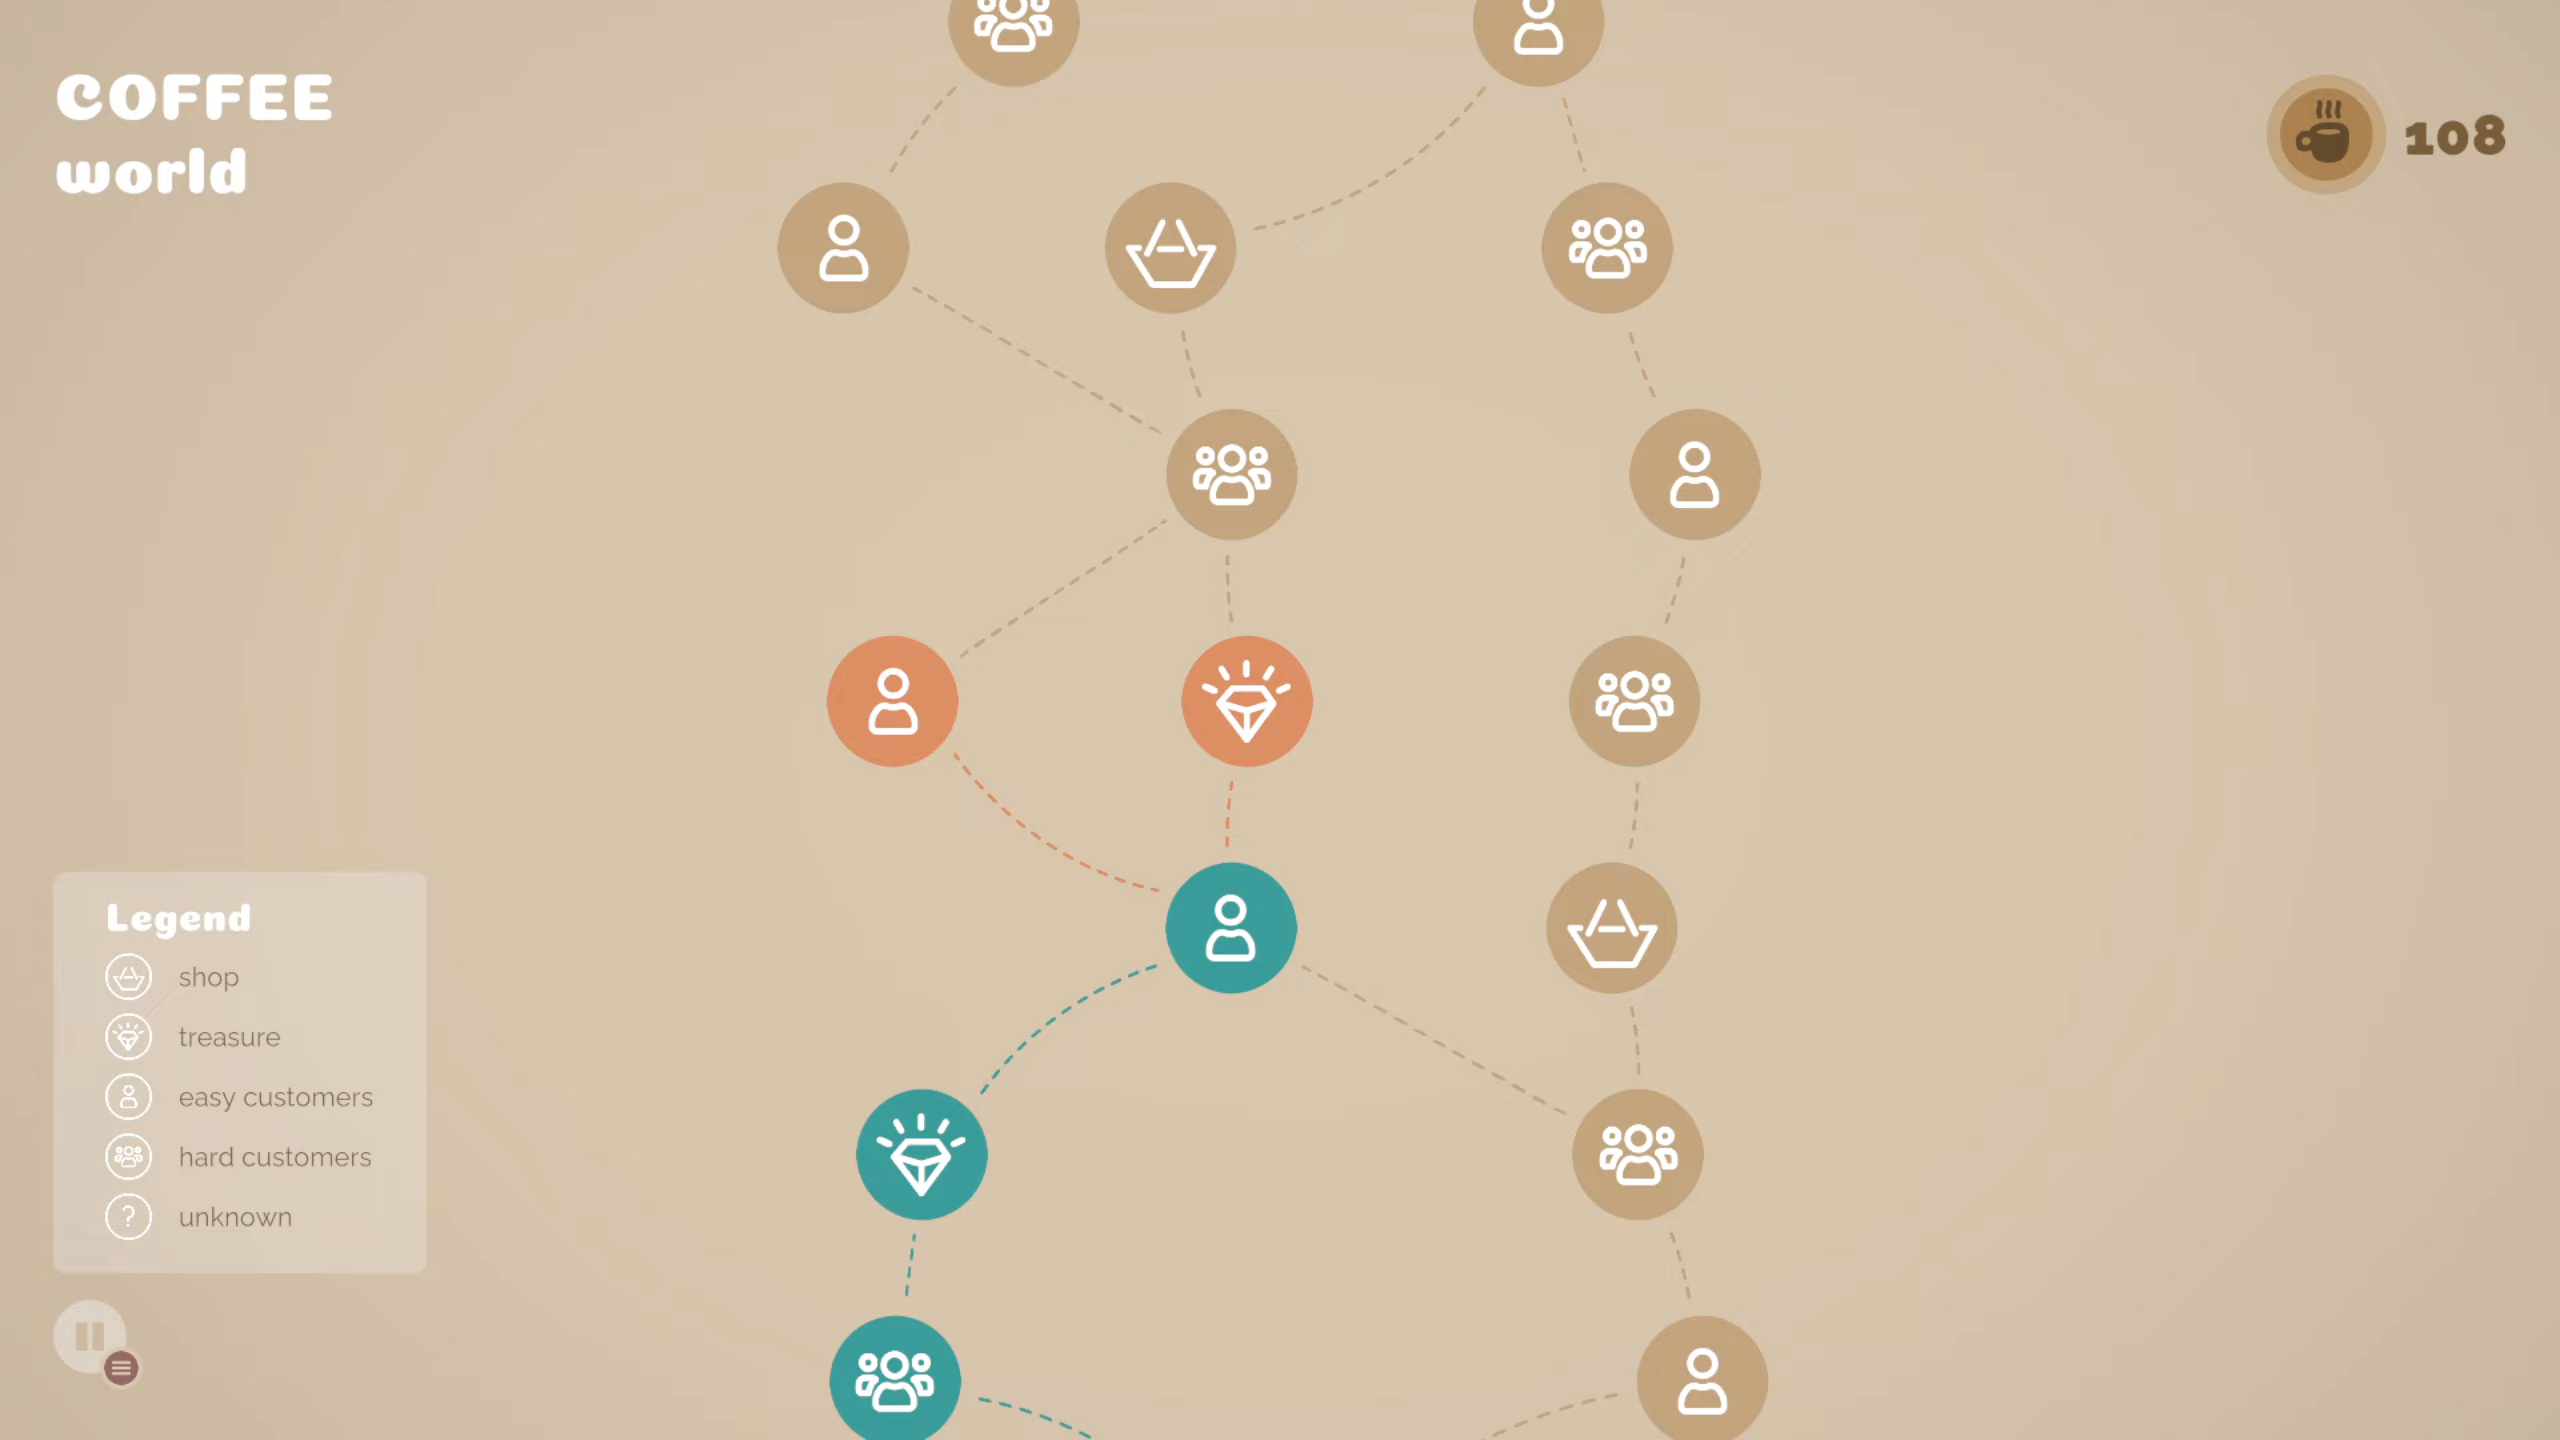 COFFEE
world
108
Legend
shop
treasure
easy customers
hard customers
? unknown